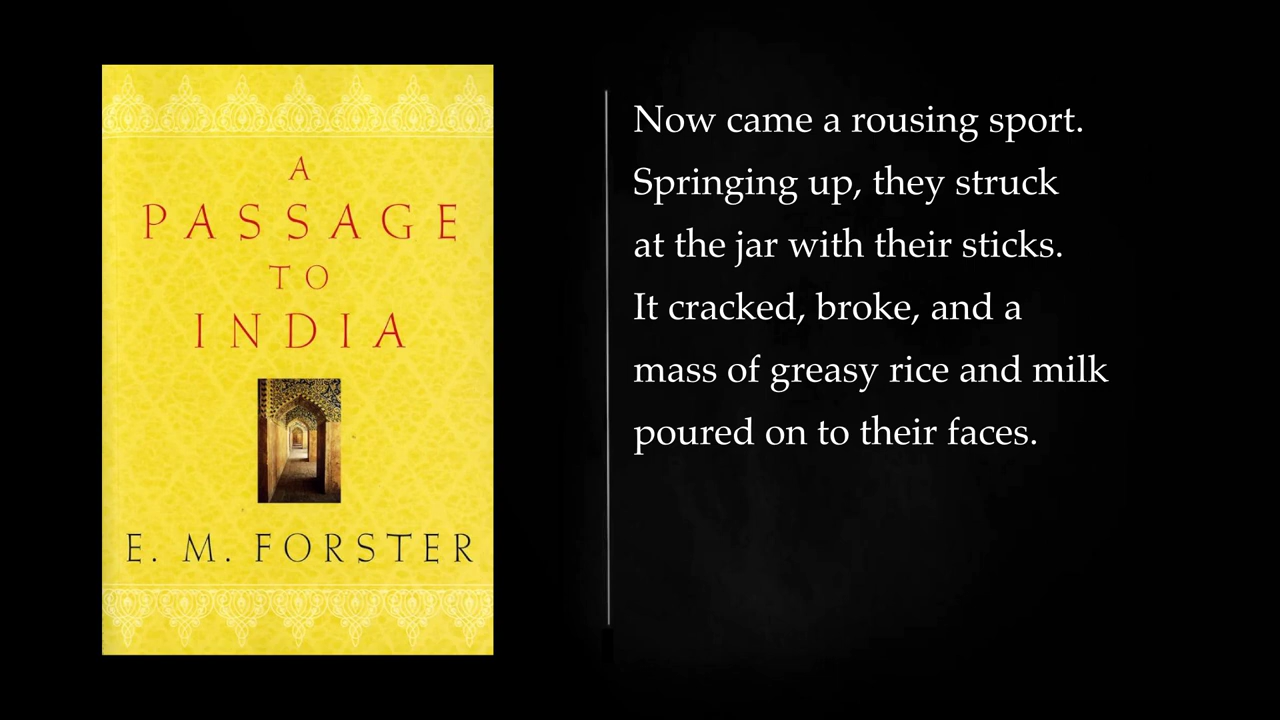 A
PASSAGE
TO
INDIA
E. M. FORSTER
Now came a rousing sport.
Springing up, they struck
at the jar with their sticks.
It cracked, broke, and a
mass of greasy rice and milk
poured on to their faces.